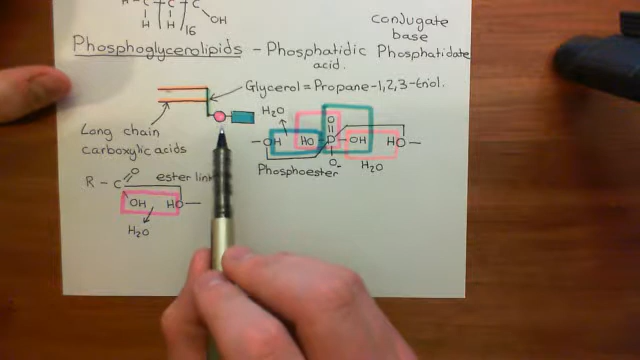 H C C C
H H OH
16
conjugate
base
Phosphoglycerolipids - Phosphatidic Phosphatidate
acid.
Glycerol = Propane-1,2,3-triol.
Long chain
carboxylic acids
H2O
O
-OH HO-P-OH HO-
O-
Phosphoester
H2O
O
R-C ester link
OH HO-
H2O